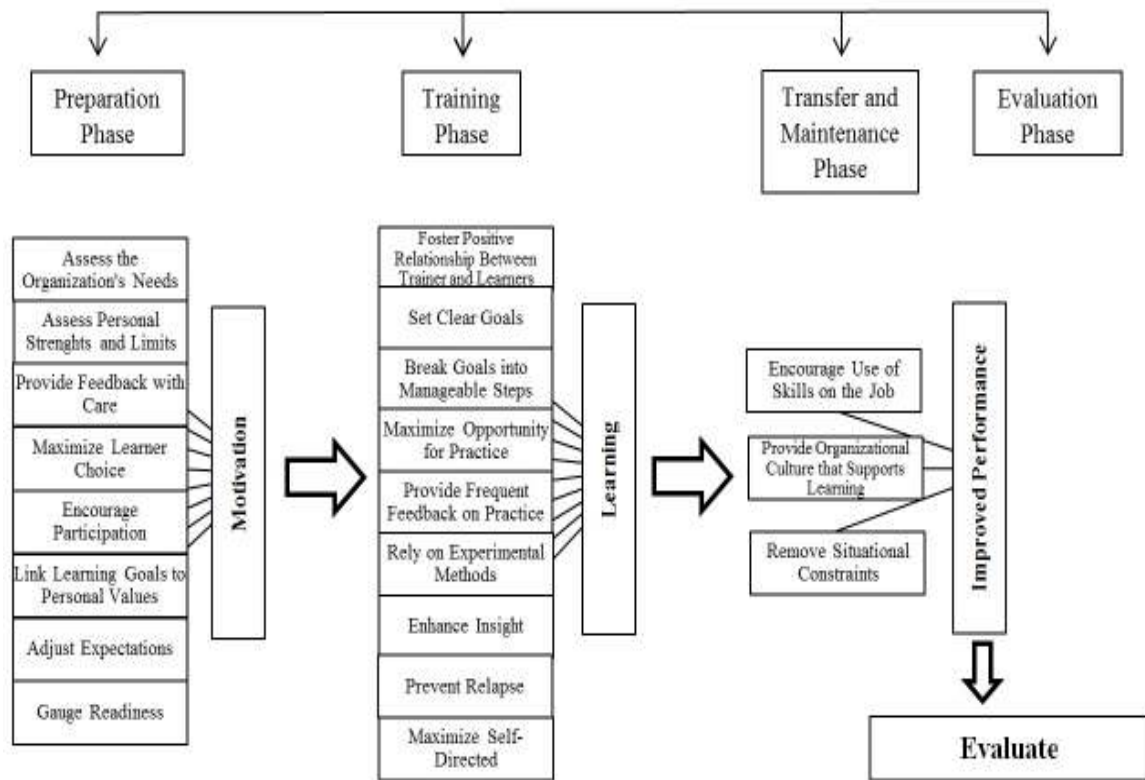 Preparation
Phase
Training
Phase
Transfer and
Maintenance
Phase
Evaluation
Phase
Assess the
Organization's Needs
Assess Personal
Strenghts and Limits
Provide Feedback with
Care
Maximize Learner
Choice
Encourage
Participation
Link Learning Goals to
Personal Values
Adjust Expectations
Gauge Readiness
Motivation
Foster Positive
Relationship Between
Trainer and Learners
Set Clear Goals
Break Goals into
Manageable Steps
Maximize Opportunity
for Practice
Provide Frequent
Feedback on Practice
Rely on Experimental
Methods
Enhance Insight
Prevent Relapse
Maximize Self-
Directed
Learning
Encourage Use of
Skills on the Job
Provide Organizational
Culture that Supports
Learning
Remove Situational
Constraints
Improved Performance
Evaluate